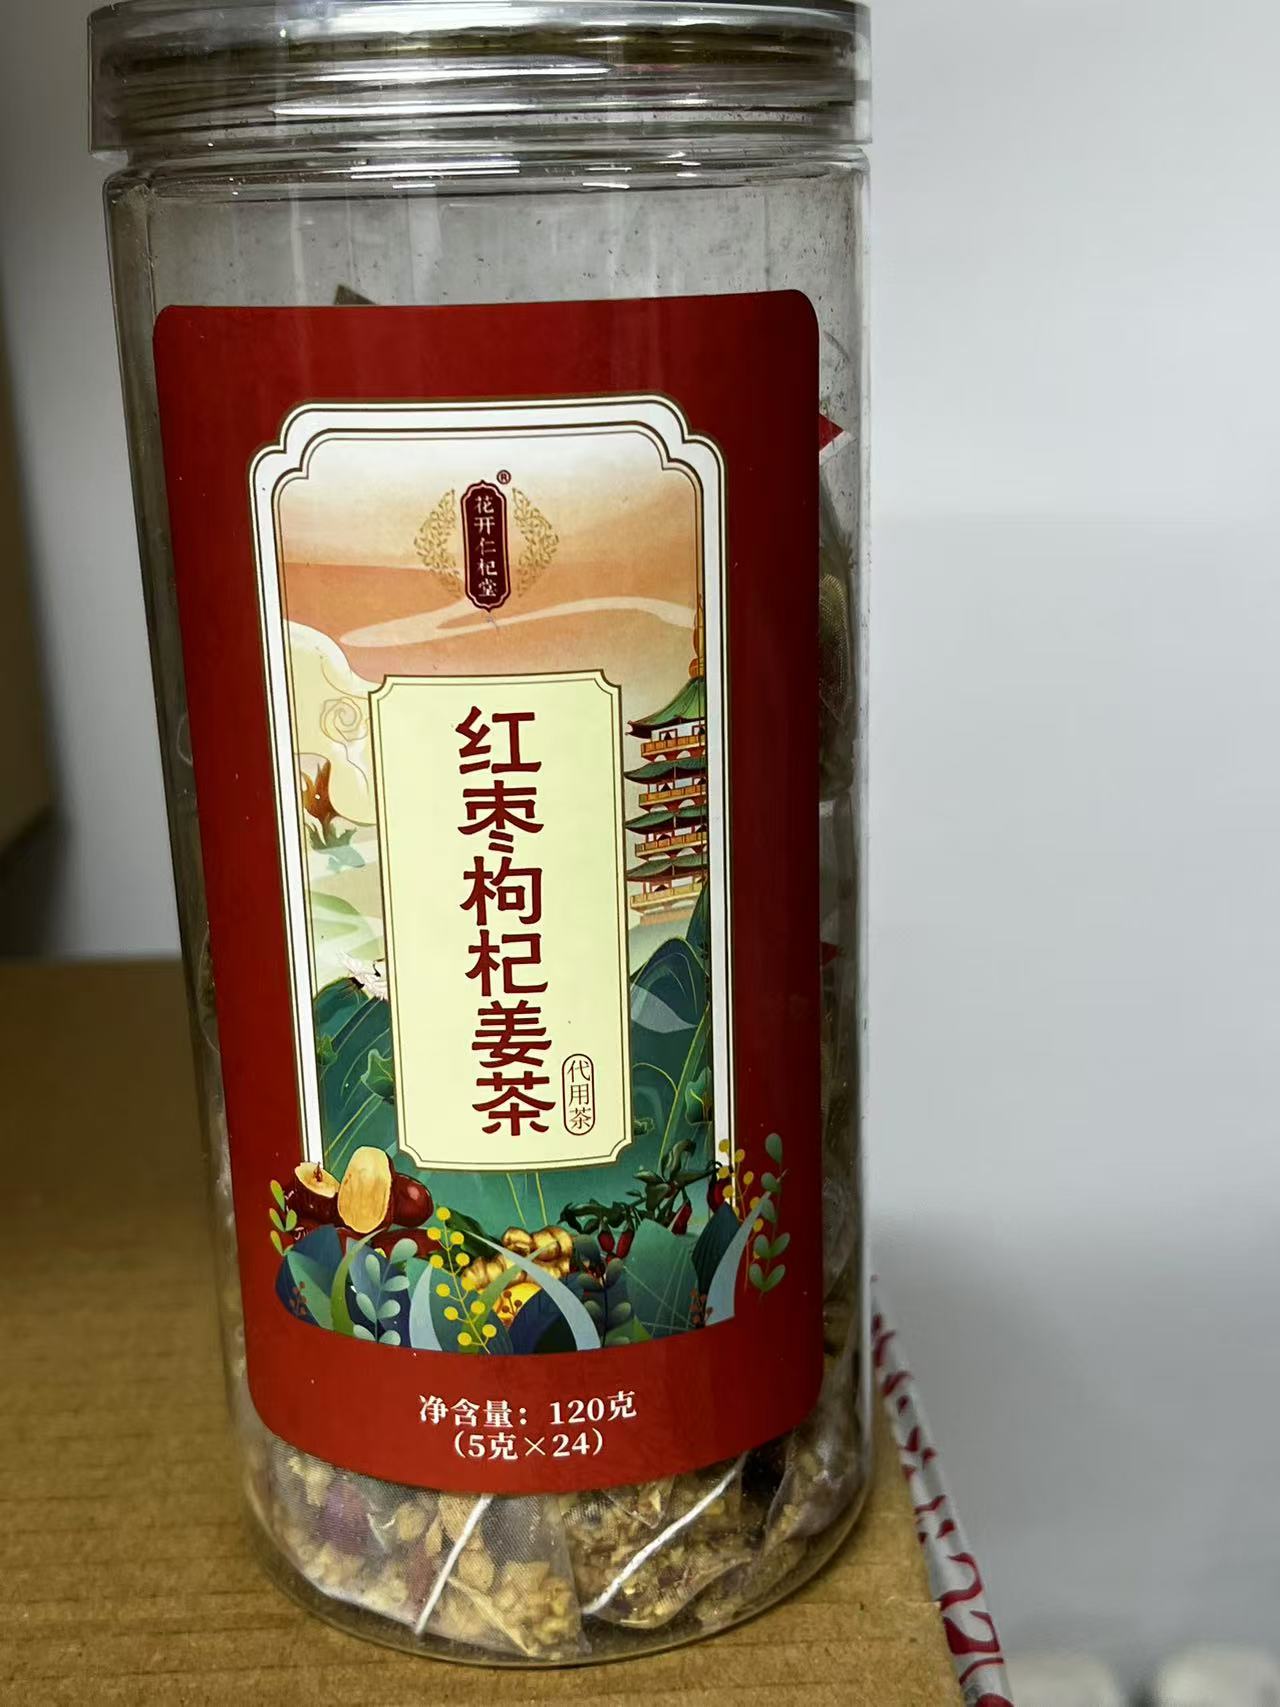 花开仁杞堂
®
红枣枸杞姜茶
代用茶
净含量：120克
（5克×24）